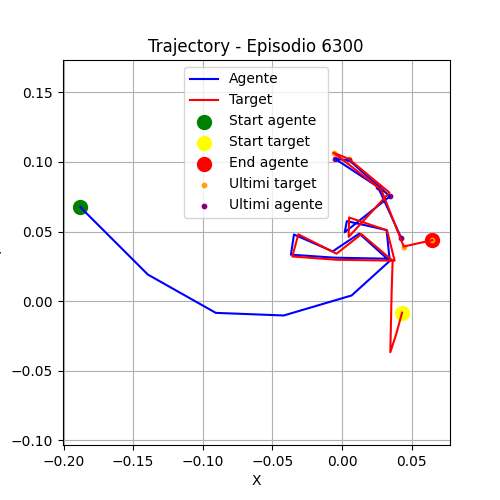 Trajectory - Episodio 6300
Agente
Target
Start agente
Start target
End agente
Ultimi target
Ultimi agente
0.15
0.10
0.05
0.00
−0.05
−0.10
−0.20
−0.15
−0.10
−0.05
0.00
0.05
X